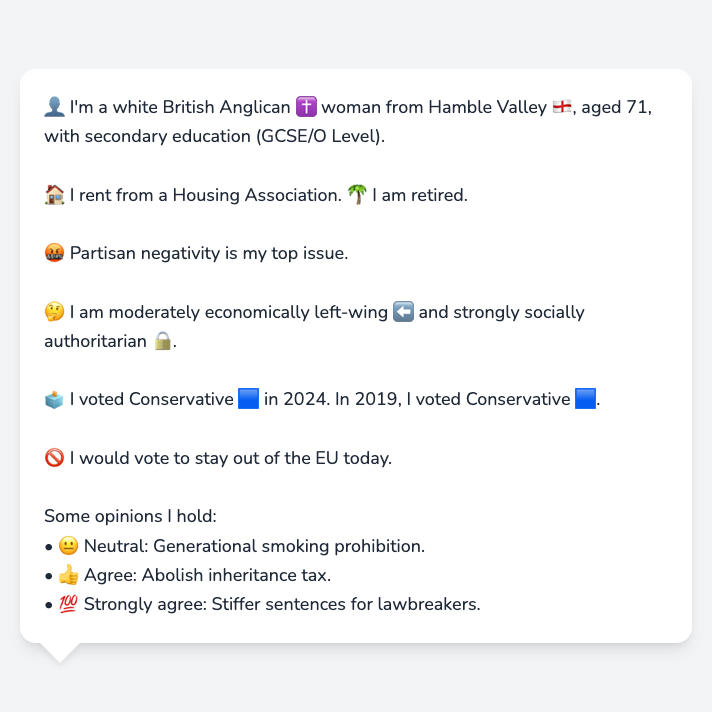 👤 I'm a white British Anglican ✝️ woman from Hamble Valley 🏴󠁧󠁢󠁥󠁮󠁧󠁿, aged 71,
with secondary education (GCSE/O Level).
🏠 I rent from a Housing Association. 🌴 I am retired.
🤬 Partisan negativity is my top issue.
🤔 I am moderately economically left-wing ⬅️ and strongly socially
authoritarian 🔒.
🗳️ I voted Conservative 🟦 in 2024. In 2019, I voted Conservative 🟦.
🚫 I would vote to stay out of the EU today.
Some opinions I hold:
• 😐 Neutral: Generational smoking prohibition.
• 👍 Agree: Abolish inheritance tax.
• 💯 Strongly agree: Stiffer sentences for lawbreakers.